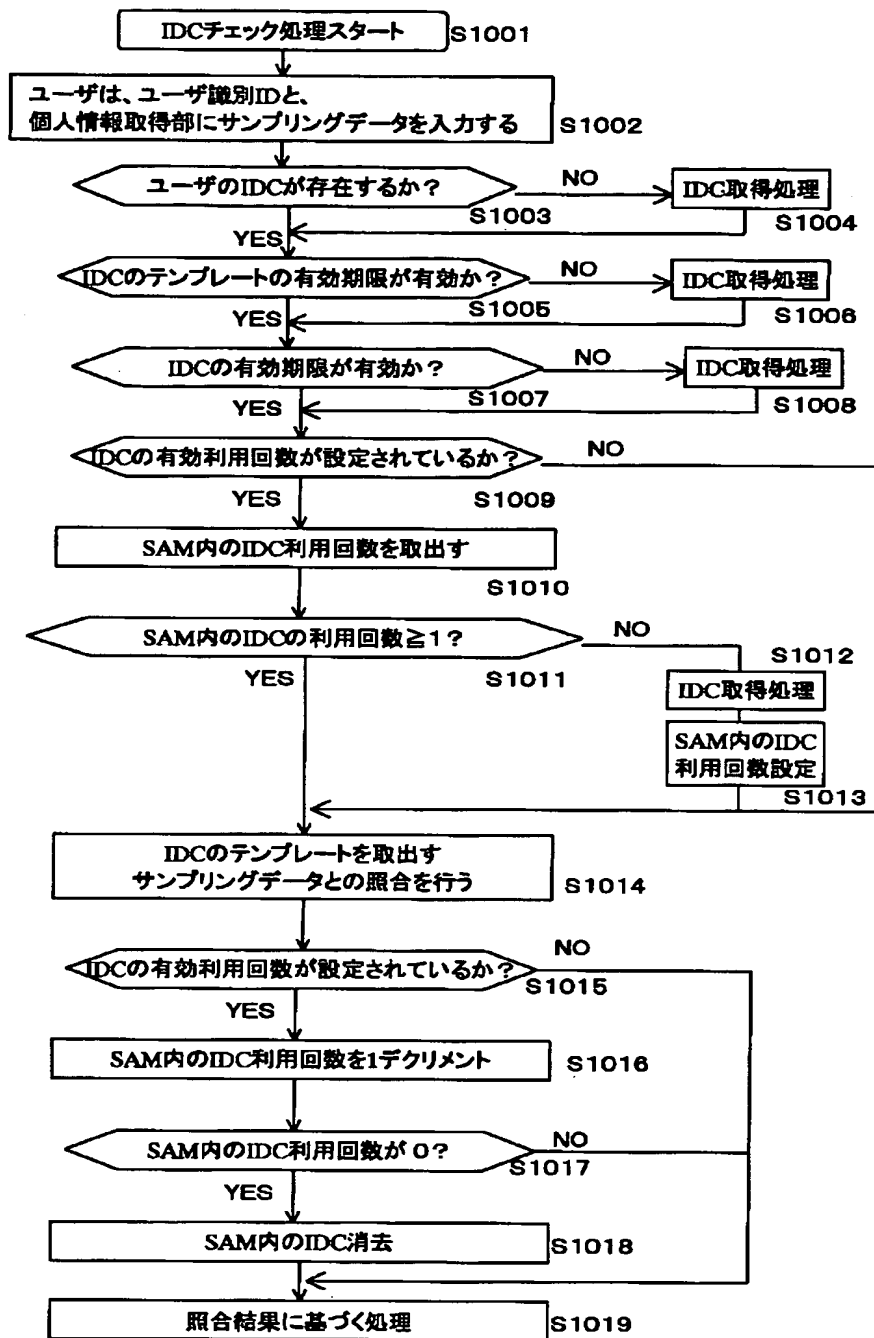 IDCチェック処理スタート
S1001
ユーザは、ユーザ識別IDと、
個人情報取得部にサンプリングデータを入力する
S1002
ユーザのIDCが存在するか？
NO
IDC取得処理
S1003
S1004
YES
IDCのテンプレートの有効期限が有効か？
NO
IDC取得処理
S1005
S1006
YES
IDCの有効期限が有効か？
NO
IDC取得処理
S1007
S1008
YES
IDCの有効利用回数が設定されているか？
NO
YES
S1009
SAM内のIDC利用回数を取出す
S1010
SAM内のIDCの利用回数≧1？
NO
YES
S1011
S1012
IDC取得処理
SAM内のIDC
利用回数設定
S1013
IDCのテンプレートを取出す
サンプリングデータとの照合を行う
S1014
IDCの有効利用回数が設定されているか？
NO
S1015
YES
SAM内のIDC利用回数を1デクリメント
S1016
SAM内のIDC利用回数が 0？
NO
S1017
YES
SAM内のIDC消去
S1018
照合結果に基づく処理
S1019